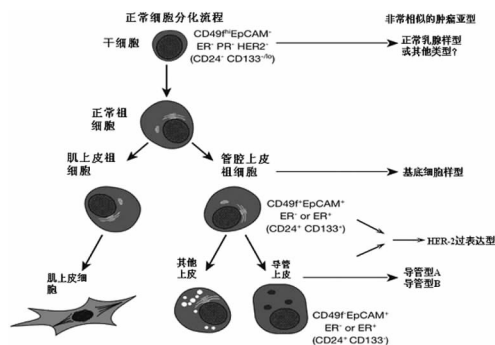 正常细胞分化流程
非常相似的肿瘤亚型
干细胞
CD49fʰⁱEpCAM⁻
ER⁻ PR⁻ HER2⁻
(CD24⁻ CD133⁻/ˡᵒ)
正常乳腺样型
或其他类型?
正常祖
细胞
肌上皮祖
细胞
管腔上皮
祖细胞
基底细胞样型
CD49f⁺EpCAM⁺
ER⁻ or ER⁺
(CD24⁺ CD133⁺)
HER-2过表达型
其他
上皮
导管
上皮
肌上皮细
胞
导管型A
导管型B
CD49f⁻EpCAM⁺
ER⁻ or ER⁺
(CD24⁺ CD133⁻)